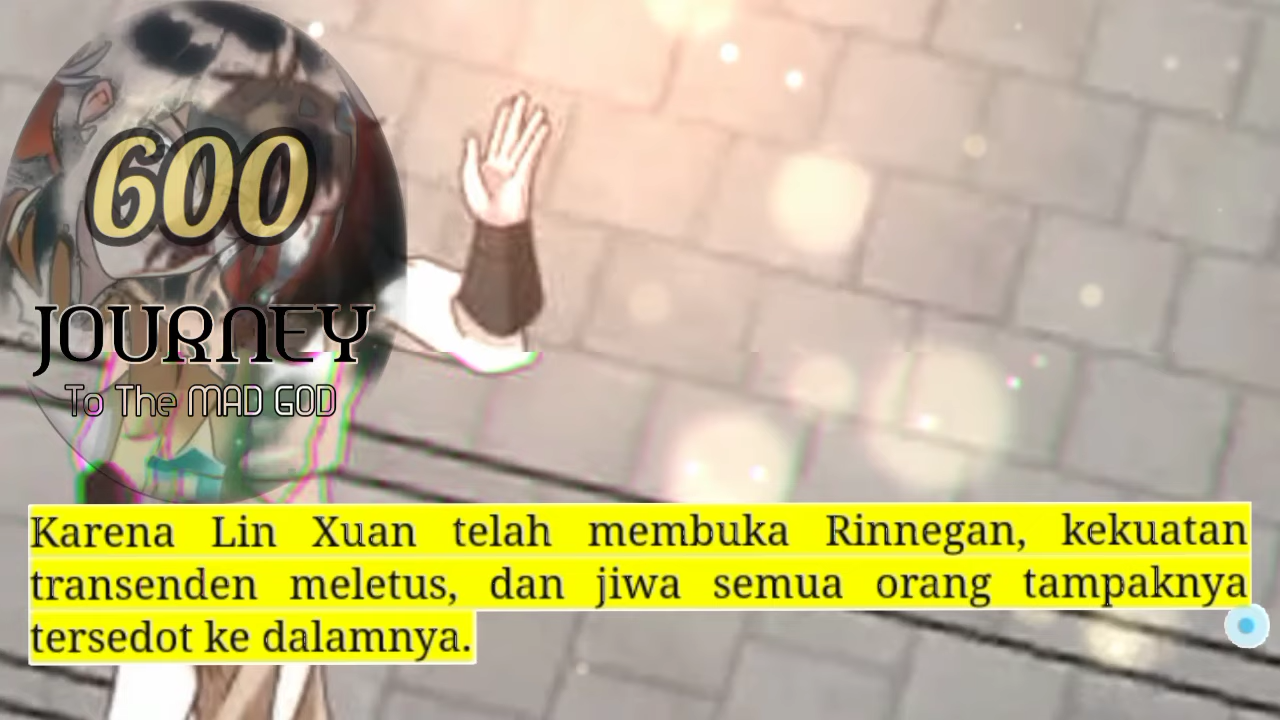 600
JOURNEY
To The MAD GOD
Karena Lin Xuan telah membuka Rinnegan, kekuatan
transenden meletus, dan jiwa semua orang tampaknya
tersedot ke dalamnya.